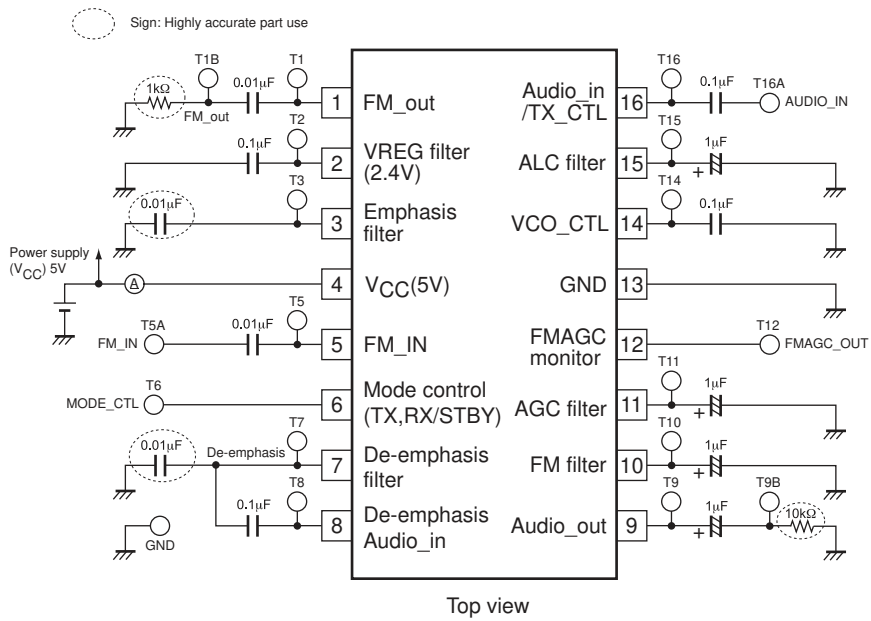 Sign: Highly accurate part use
T1B
T1
0.01μF
1kΩ
FM_out
1
FM_out
T2
0.1μF
2
VREG filter
(2.4V)
T3
0.01μF
3
Emphasis
filter
Power supply
(VCC) 5V
A
4
VCC(5V)
T5
0.01μF
T5A
FM_IN
5
FM_IN
T6
MODE_CTL
6
Mode control
(TX,RX/STBY)
T7
De-emphasis
0.01μF
7
De-emphasis
filter
T8
0.1μF
8
De-emphasis
Audio_in
GND
T16
0.1μF
T16A
AUDIO_IN
Audio_in
/TX_CTL
16
T15
1μF
+
ALC filter
15
T14
0.1μF
VCO_CTL
14
GND
13
T12
FMAGC_OUT
FMAGC
monitor
12
T11
1μF
+
AGC filter
11
T10
1μF
+
FM filter
10
T9
1μF
+
T9B
10kΩ
Audio_out
9
Top view